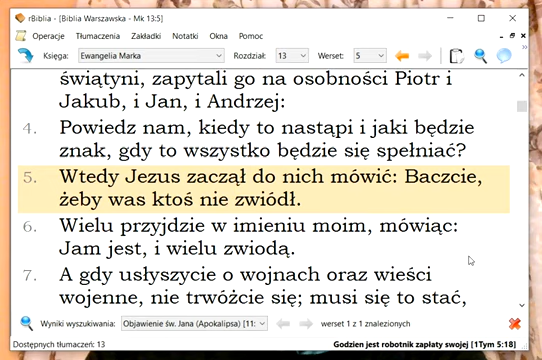 rBiblia - [Biblia Warszawska - Mk 13:5]
Operacje Tłumaczenia Zakładki Notatki Okna Pomoc
Księga: Ewangelia Marka Rozdział: 13 Werset: 5
świątyni, zapytali go na osobności Piotr i
Jakub, i Jan, i Andrzej:
4. Powiedz nam, kiedy to nastąpi i jaki będzie
znak, gdy to wszystko będzie się spełniać?
5. Wtedy Jezus zaczął do nich mówić: Baczcie,
żeby was ktoś nie zwiódł.
6. Wielu przyjdzie w imieniu moim, mówiąc:
Jam jest, i wielu zwiodą.
7. A gdy usłyszycie o wojnach oraz wieści
wojenne, nie trwóżcie się; musi się to stać,
Wyniki wyszukiwania: Objawienie św. Jana (Apokalipsa) [11: werset 1 z 1 znalezionych
Dostępnych tłumaczeń: 13 Godzien jest robotnik zapłaty swojej [1Tym 5:18]